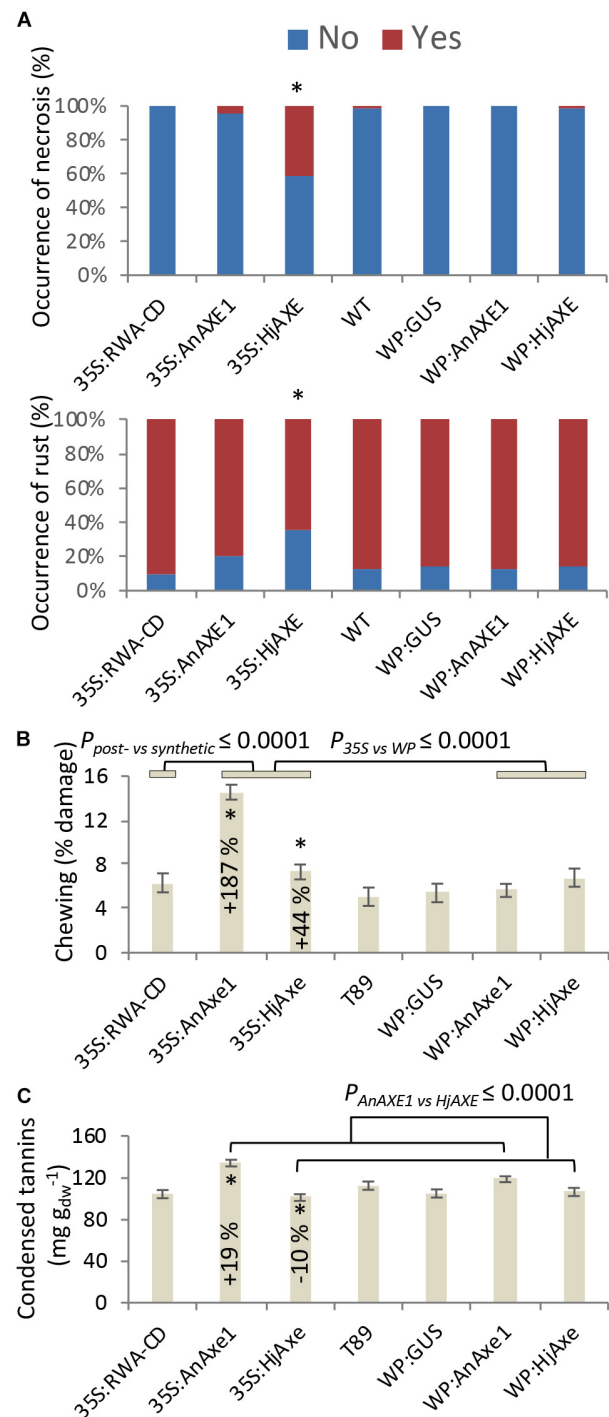 A
No Yes
*
Occurrence of necrosis (%)
100%
80%
60%
40%
20%
0%
35S:RWA-CD
35S:AnAXE1
35S:HjAXE
WT
WP:GUS
WP:AnAXE1
WP:HjAXE
*
Occurrence of rust (%)
100%
80%
60%
40%
20%
0%
35S:RWA-CD
35S:AnAXE1
35S:HjAXE
WT
WP:GUS
WP:AnAXE1
WP:HjAXE
B
P post- vs synthetic ≤ 0.0001 P 35S vs WP ≤ 0.0001
Chewing (% damage)
16
12
8
4
0
* +187 %
* +44 %
35S:RWA-CD
35S:AnAxe1
35S:HjAxe
T89
WP:GUS
WP:AnAxe1
WP:HjAxe
C
P AnAXE1 vs HjAXE ≤ 0.0001
Condensed tannins
(mg gdw-1)
160
120
80
40
0
* +19 %
* -10 %
35S:RWA-CD
35S:AnAxe1
35S:HjAxe
T89
WP:GUS
WP:AnAxe1
WP:HjAxe